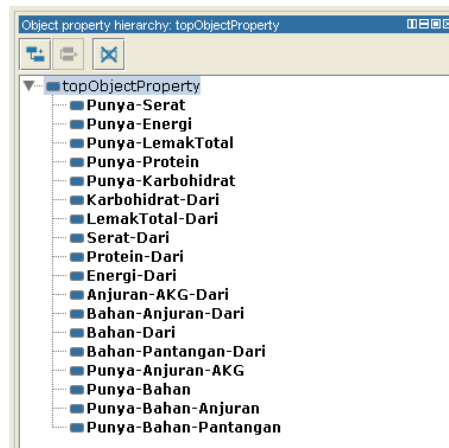 Object property hierarchy: topObjectProperty
topObjectProperty
Punya-Serat
Punya-Energi
Punya-LemakTotal
Punya-Protein
Punya-Karbohidrat
Karbohidrat-Dari
LemakTotal-Dari
Serat-Dari
Protein-Dari
Energi-Dari
Anjuran-AKG-Dari
Bahan-Anjuran-Dari
Bahan-Dari
Bahan-Pantangan-Dari
Punya-Anjuran-AKG
Punya-Bahan
Punya-Bahan-Anjuran
Punya-Bahan-Pantangan